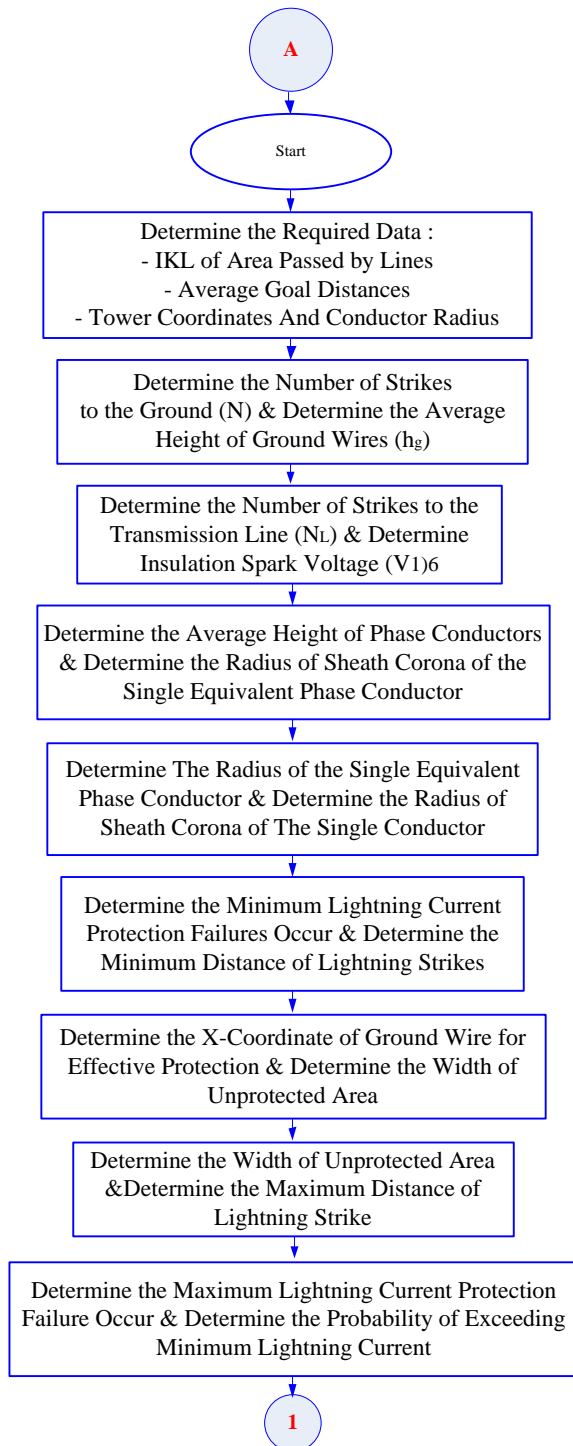 A
Start
Determine the Required Data :
- IKL of Area Passed by Lines
- Average Goal Distances
- Tower Coordinates And Conductor Radius
Determine the Number of Strikes
to the Ground (N) & Determine the Average
Height of Ground Wires (hg)
Determine the Number of Strikes to the
Transmission Line (NL) & Determine
Insulation Spark Voltage (V1)6
Determine the Average Height of Phase Conductors
& Determine the Radius of Sheath Corona of the
Single Equivalent Phase Conductor
Determine The Radius of the Single Equivalent
Phase Conductor & Determine the Radius of
Sheath Corona of The Single Conductor
Determine the Minimum Lightning Current
Protection Failures Occur & Determine the
Minimum Distance of Lightning Strikes
Determine the X-Coordinate of Ground Wire for
Effective Protection & Determine the Width of
Unprotected Area
Determine the Width of Unprotected Area
&Determine the Maximum Distance of
Lightning Strike
Determine the Maximum Lightning Current Protection
Failure Occur & Determine the Probability of Exceeding
Minimum Lightning Current
1